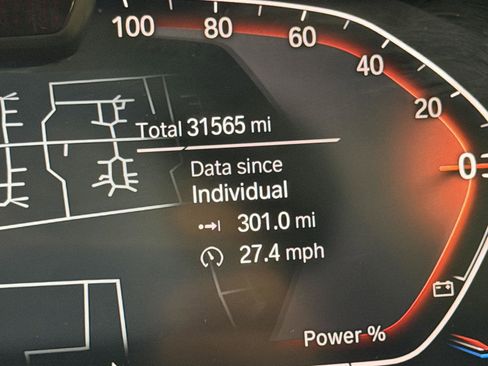 100
80
60
40
20
0
Total 31565 mi
Data since
Individual
301.0 mi
27.4 mph
Power %